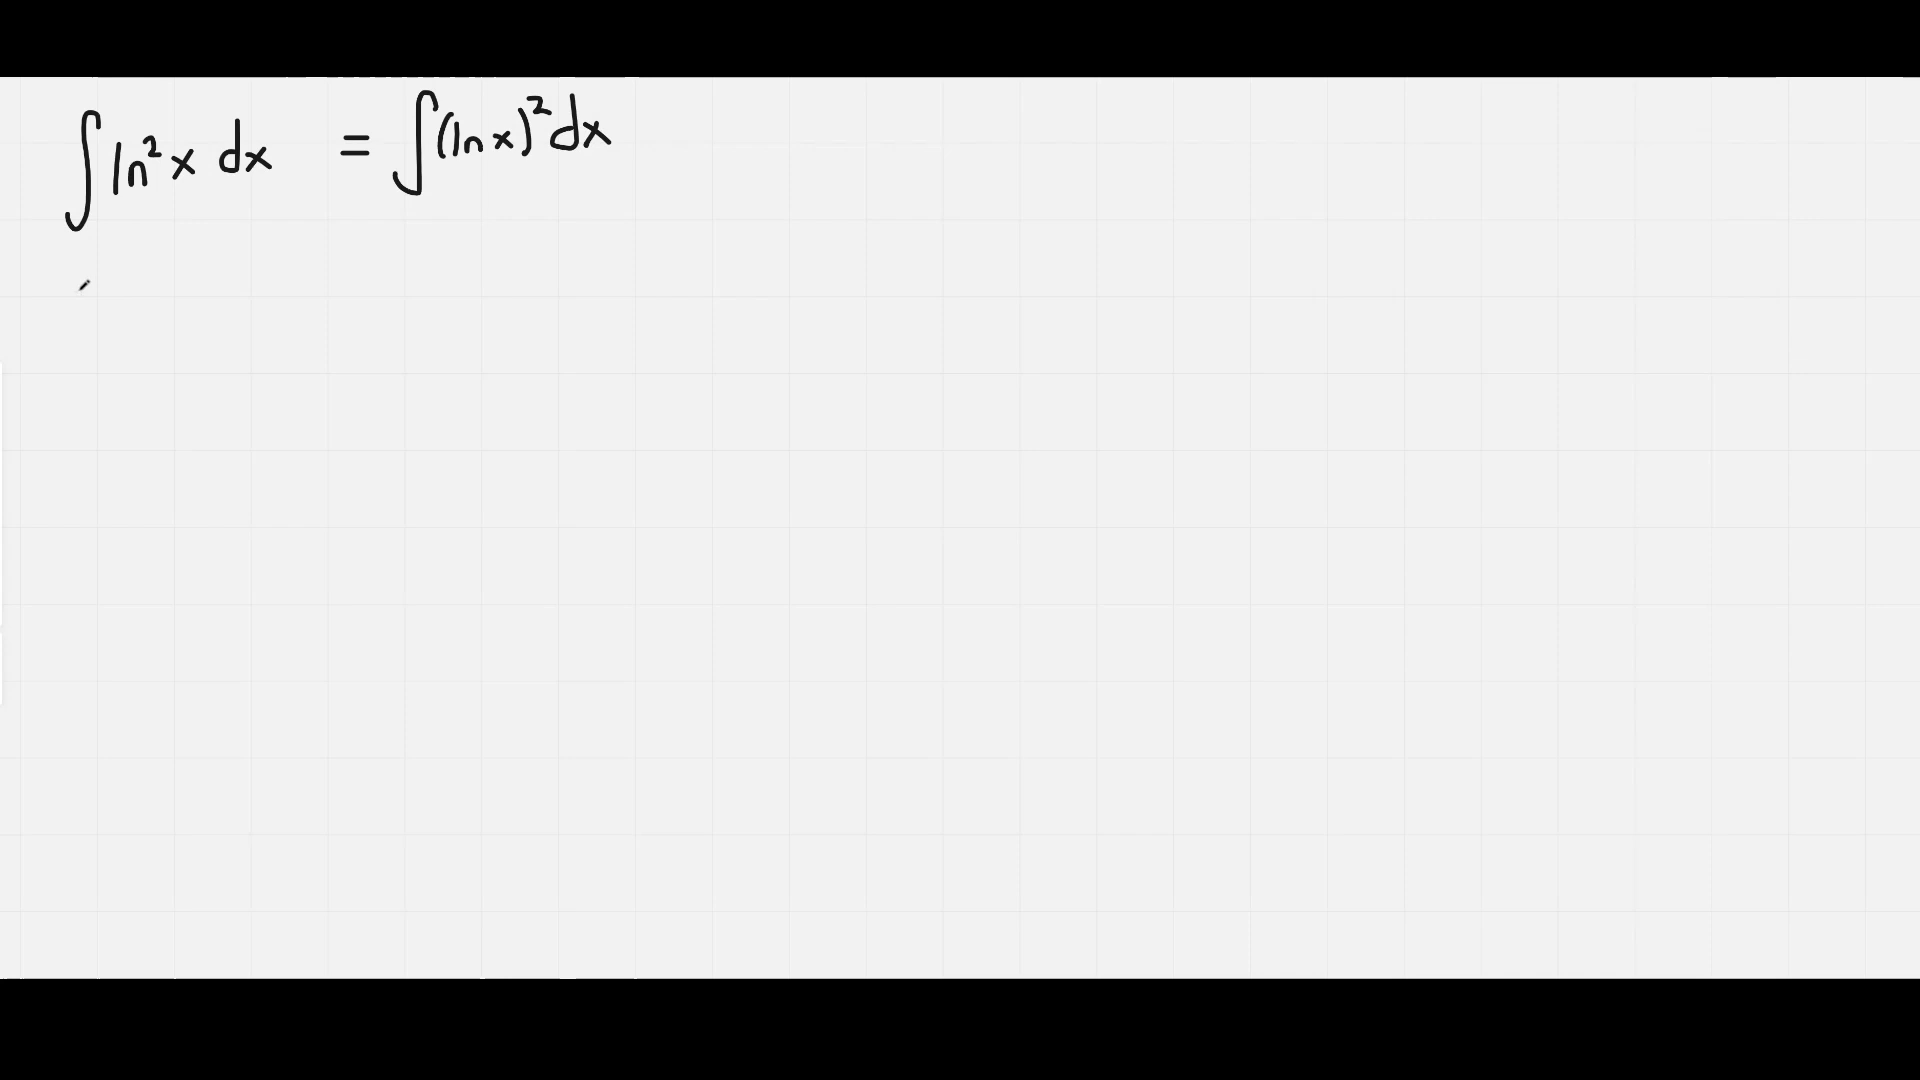 ∫ ln²x dx = ∫(ln x)²dx